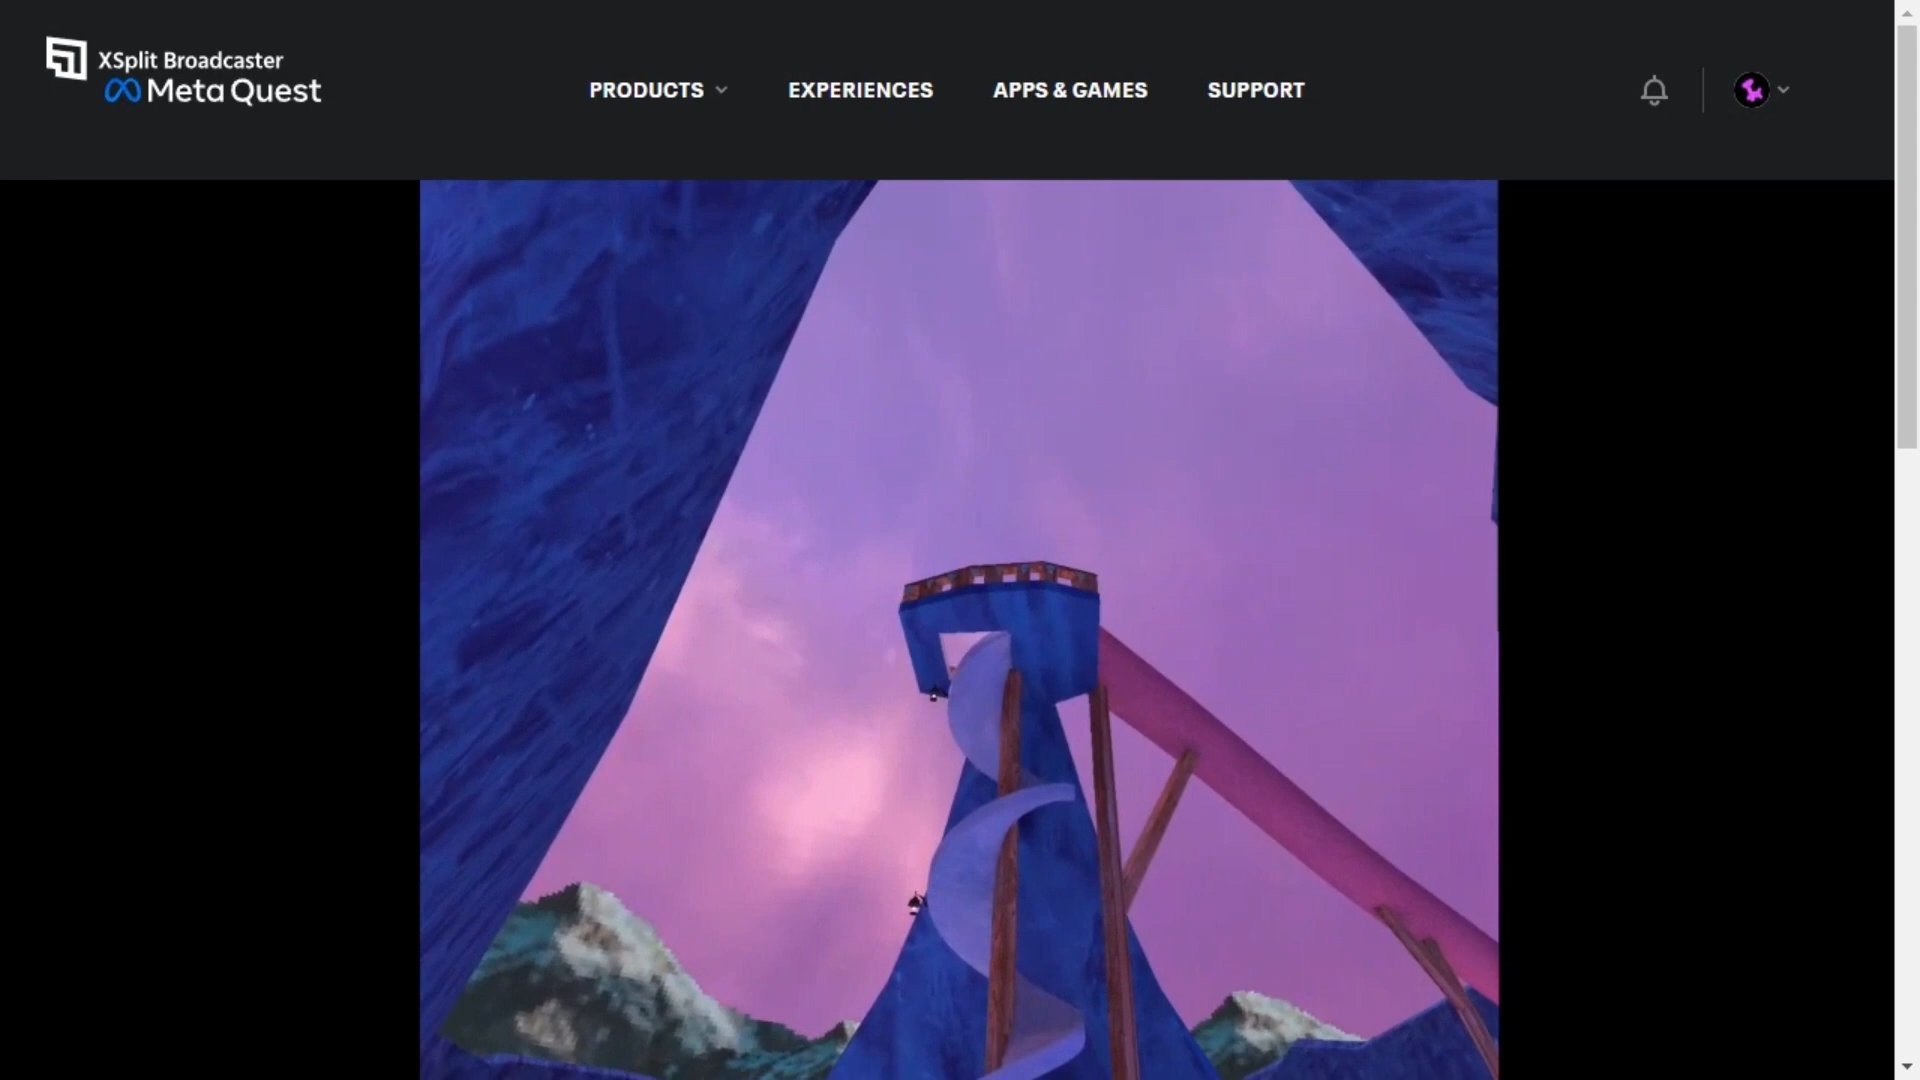 XSplit Broadcaster
Meta Quest
PRODUCTS
EXPERIENCES
APPS & GAMES
SUPPORT